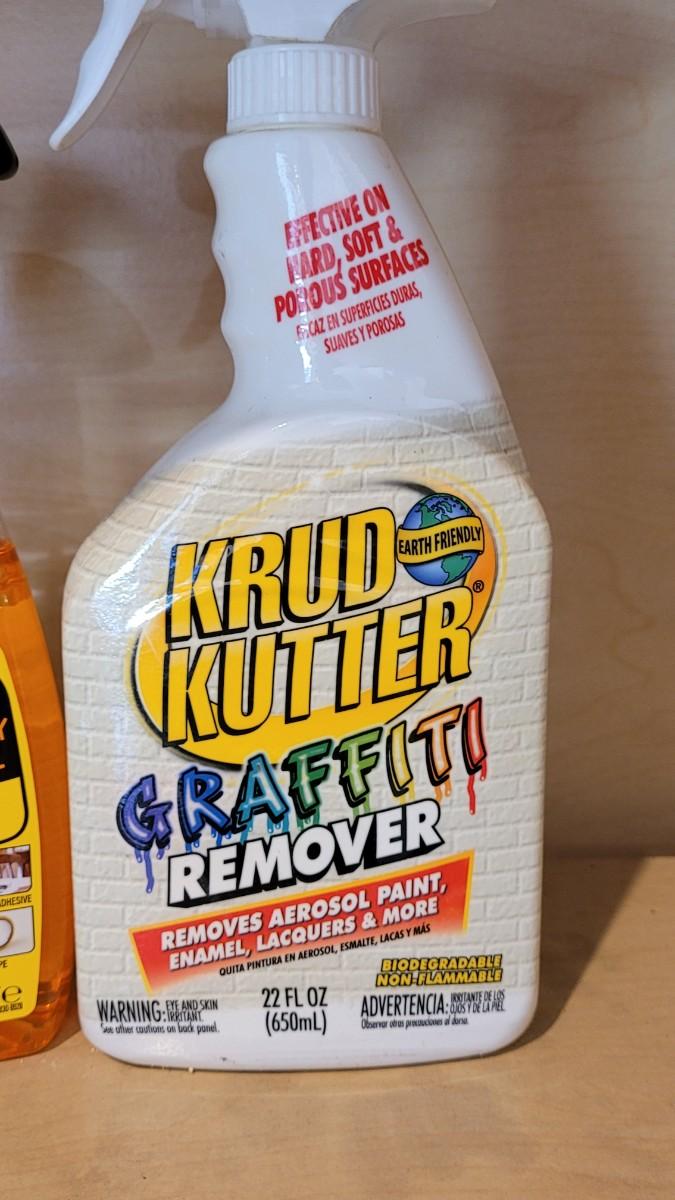 EFFECTIVE ON
HARD, SOFT &
POROUS SURFACES
EFICAZ EN SUPERFICIES DURAS,
SUAVES Y POROSAS
KRUD
KUTTER®
EARTH FRIENDLY
GRAFFITI
REMOVER
REMOVES AEROSOL PAINT,
ENAMEL, LACQUERS & MORE
QUITA PINTURA EN AEROSOL, ESMALTE, LACAS Y MÁS
BIODEGRADABLE
NON-FLAMMABLE
WARNING: EYE AND SKIN
IRRITANT.
See other cautions on back panel.
22 FL OZ
(650mL)
ADVERTENCIA: IRRITANTE DE LOS
OJOS Y DE LA PIEL.
Observar otras precauciones al dorso.